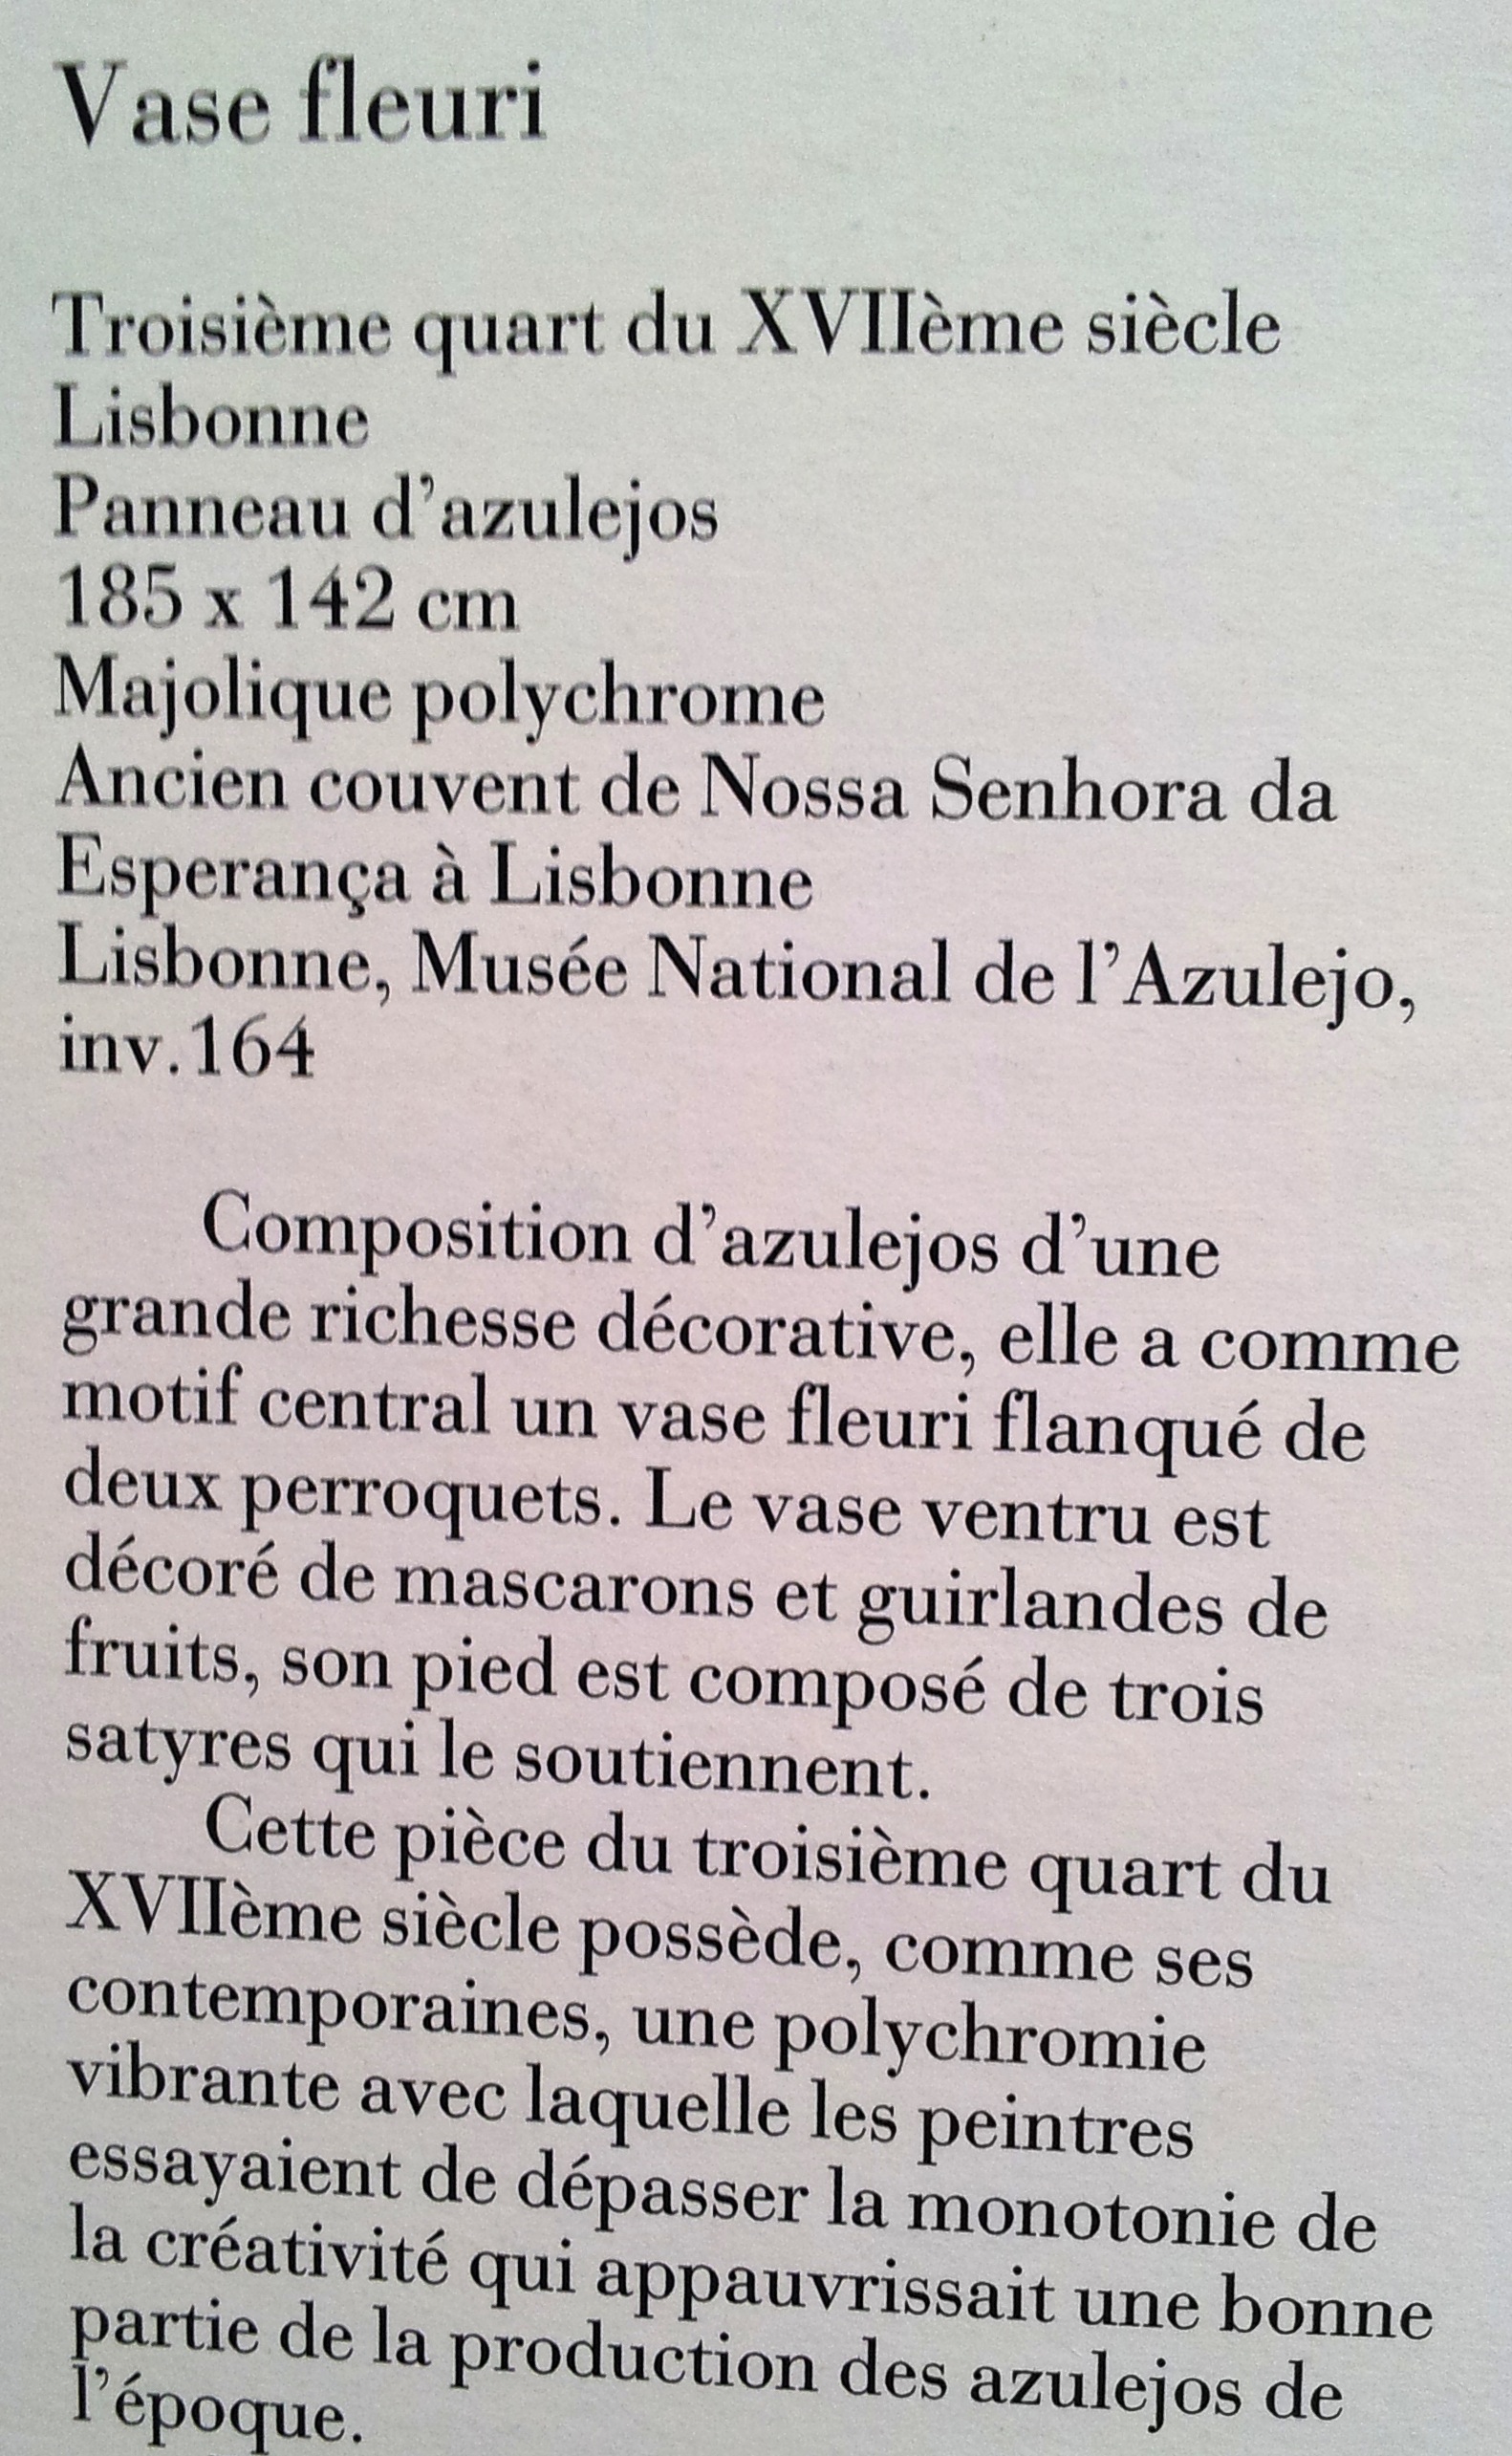 Vase fleuri
Troisième quart du XVIIème siècle
Lisbonne
Panneau d'azulejos
185 x 142 cm
Majolique polychrome
Ancien couvent de Nossa Senhora da
Esperança à Lisbonne
Lisbonne, Musée National de l'Azulejo,
inv.164
Composition d'azulejos d'une
grande richesse décorative, elle a comme
motif central un vase fleuri flanqué de
deux perroquets. Le vase ventru est
décoré de mascarons et guirlandes de
fruits, son pied est composé de trois
satyres qui le soutiennent.
Cette pièce du troisième quart du
XVIIème siècle possède, comme ses
contemporaines, une polychromie
vibrante avec laquelle les peintres
essayaient de dépasser la monotonie de
la créativité qui appauvrissait une bonne
partie de la production des azulejos de
l'époque.